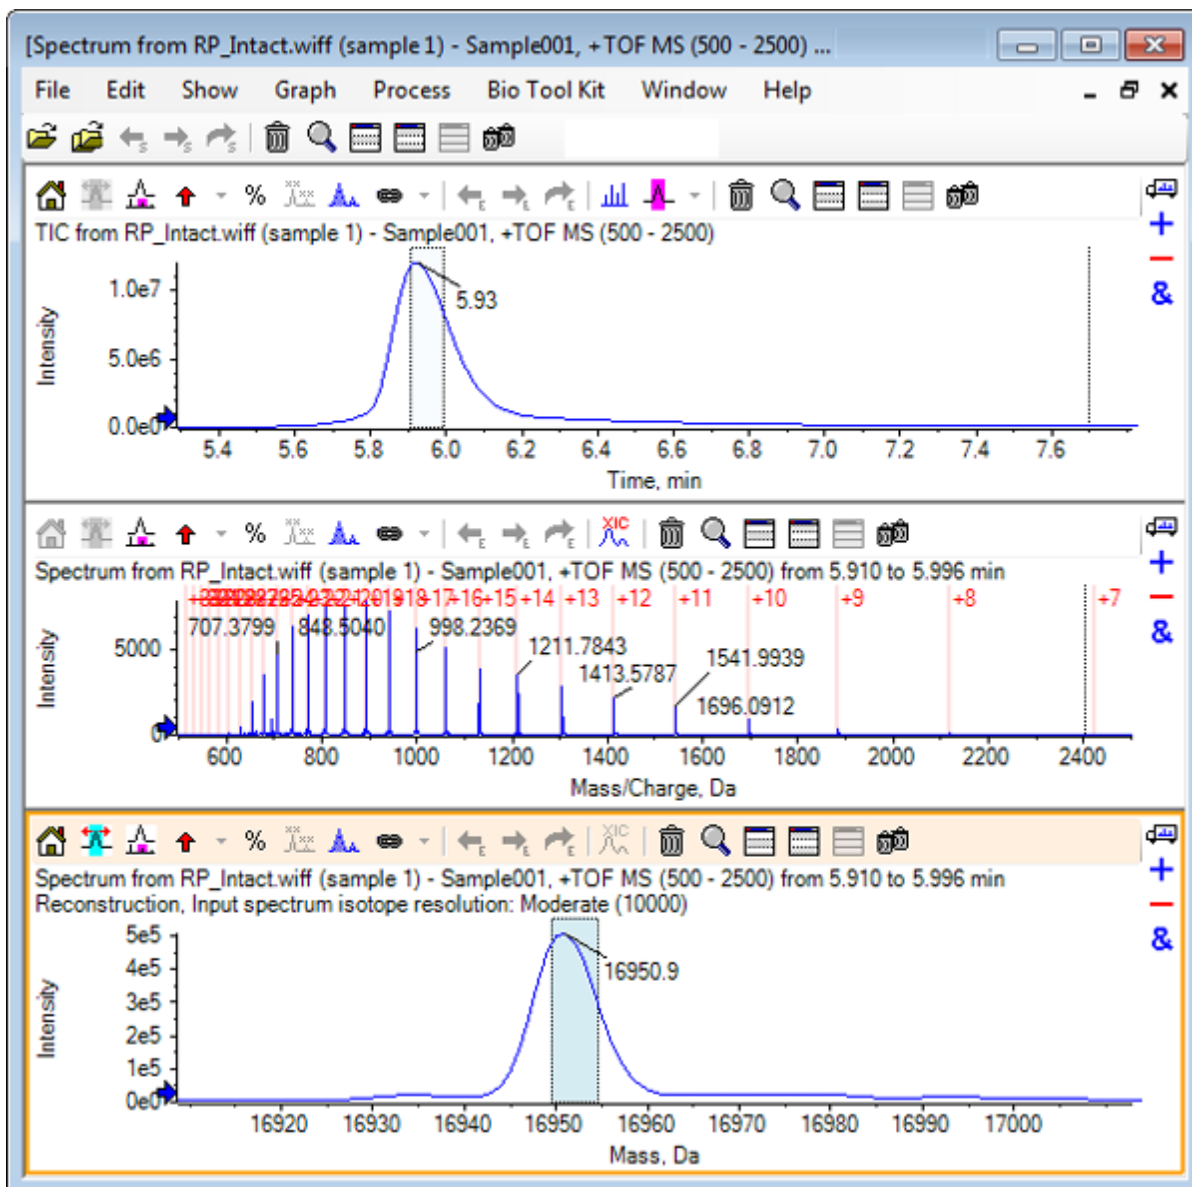 [Spectrum from RP_Intact.wiff (sample 1) - Sample001, +TOF MS (500 - 2500) ...
File Edit Show Graph Process Bio Tool Kit Window Help
TIC from RP_Intact.wiff (sample 1) - Sample001, +TOF MS (500 - 2500)
5.93
1.0e7
5.0e6
0.0e0
Intensity
5.4 5.6 5.8 6.0 6.2 6.4 6.6 6.8 7.0 7.2 7.4 7.6
Time, min
XIC
Spectrum from RP_Intact.wiff (sample 1) - Sample001, +TOF MS (500 - 2500) from 5.910 to 5.996 min
+17 +16 +15 +14 +13 +12 +11 +10 +9 +8 +7
707.3799 848.5040 998.2369
1211.7843
1413.5787 1541.9939
1696.0912
5000
0
Intensity
600 800 1000 1200 1400 1600 1800 2000 2200 2400
Mass/Charge, Da
XIC
Spectrum from RP_Intact.wiff (sample 1) - Sample001, +TOF MS (500 - 2500) from 5.910 to 5.996 min
Reconstruction, Input spectrum isotope resolution: Moderate (10000)
16950.9
5e5
4e5
3e5
2e5
1e5
0e0
Intensity
16920 16930 16940 16950 16960 16970 16980 16990 17000
Mass, Da